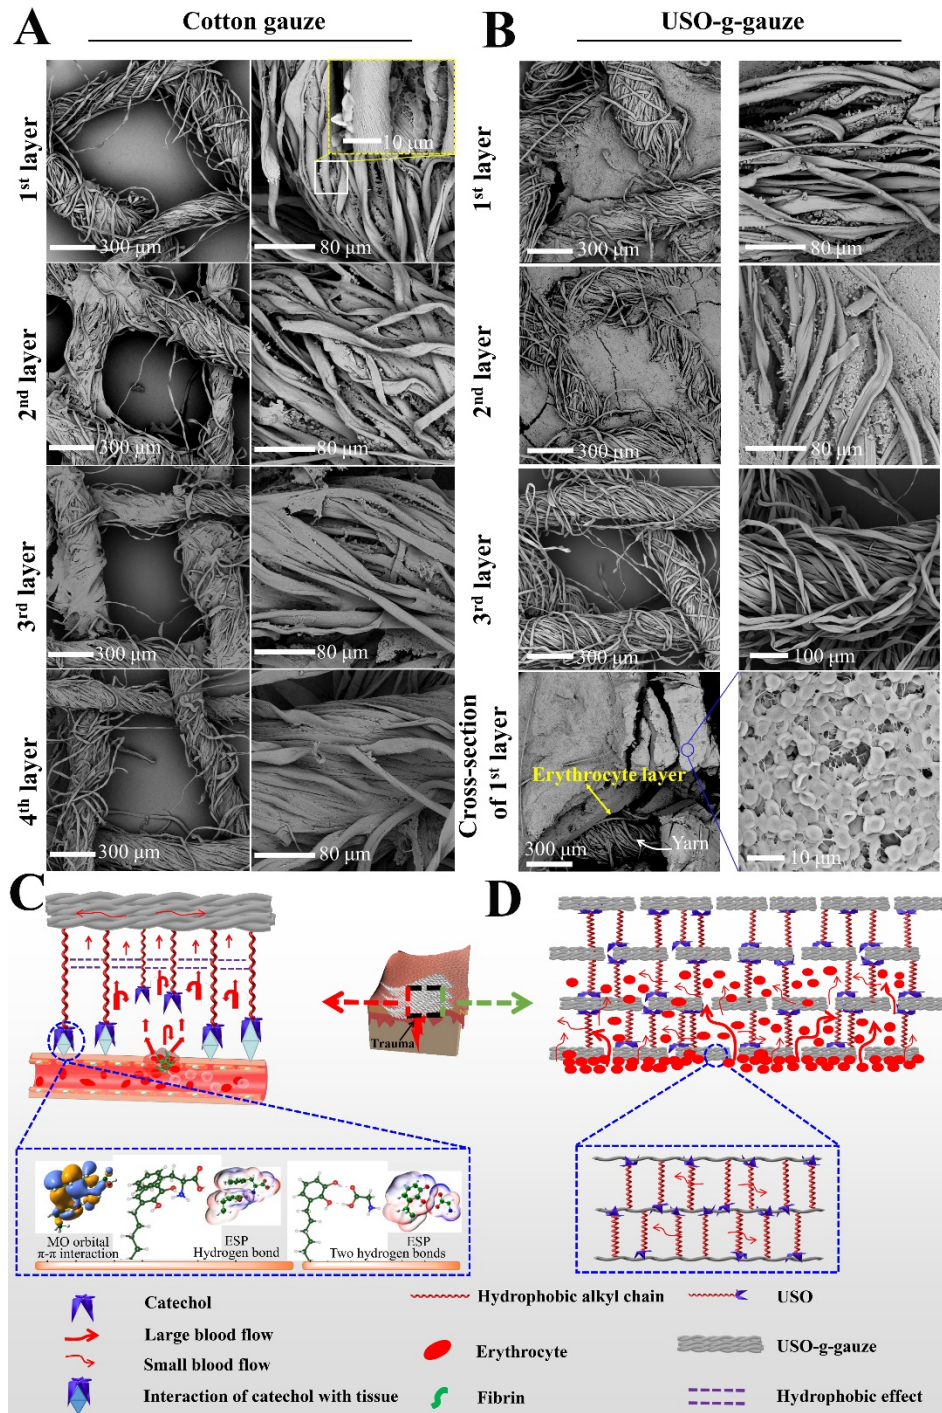 A
Cotton gauze
B
USO-g-gauze
1st layer
10 μm
300 μm
80 μm
1st layer
300 μm
80 μm
2nd layer
300 μm
80 μm
2nd layer
300 μm
80 μm
3rd layer
300 μm
80 μm
3rd layer
300 μm
100 μm
4th layer
300 μm
80 μm
Cross-section
of 1st layer
Erythrocyte layer
Yarn
300 μm
10 μm
C
D
Trauma
MO orbital
π-π interaction
ESP
Hydrogen bond
Two hydrogen bonds
ESP
Catechol
Large blood flow
Small blood flow
Interaction of catechol with tissue
Hydrophobic alkyl chain
Erythrocyte
Fibrin
USO
USO-g-gauze
Hydrophobic effect